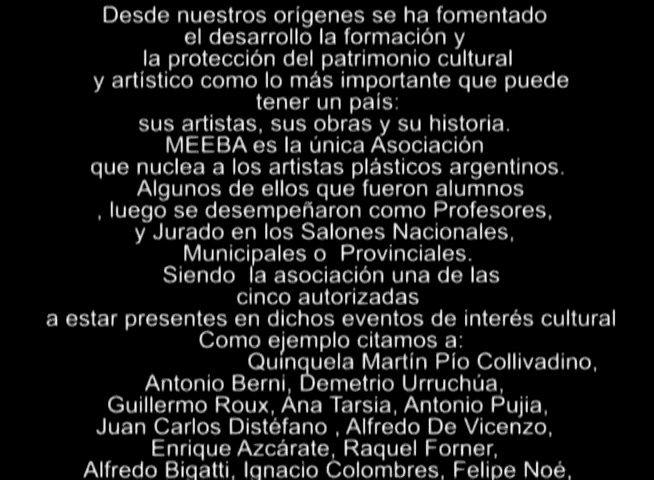 Desde nuestros orígenes se ha fomentado
el desarrollo la formación y
la protección del patrimonio cultural
y artístico como lo más importante que puede
tener un país:
sus artistas, sus obras y su historia.
MEEBA es la única Asociación
que nuclea a los artistas plásticos argentinos.
Algunos de ellos que fueron alumnos
, luego se desempeñaron como Profesores,
y Jurado en los Salones Nacionales,
Municipales o Provinciales.
Siendo la asociación una de las
cinco autorizadas
a estar presentes en dichos eventos de interés cultural
Como ejemplo citamos a:
Quinquela Martín Pío Collivadino,
Antonio Berni, Demetrio Urruchúa,
Guillermo Roux, Ana Tarsia, Antonio Pujia,
Juan Carlos Distéfano , Alfredo De Vicenzo,
Enrique Azcárate, Raquel Forner,
Alfredo Bigatti, Ignacio Colombres, Felipe Noé,